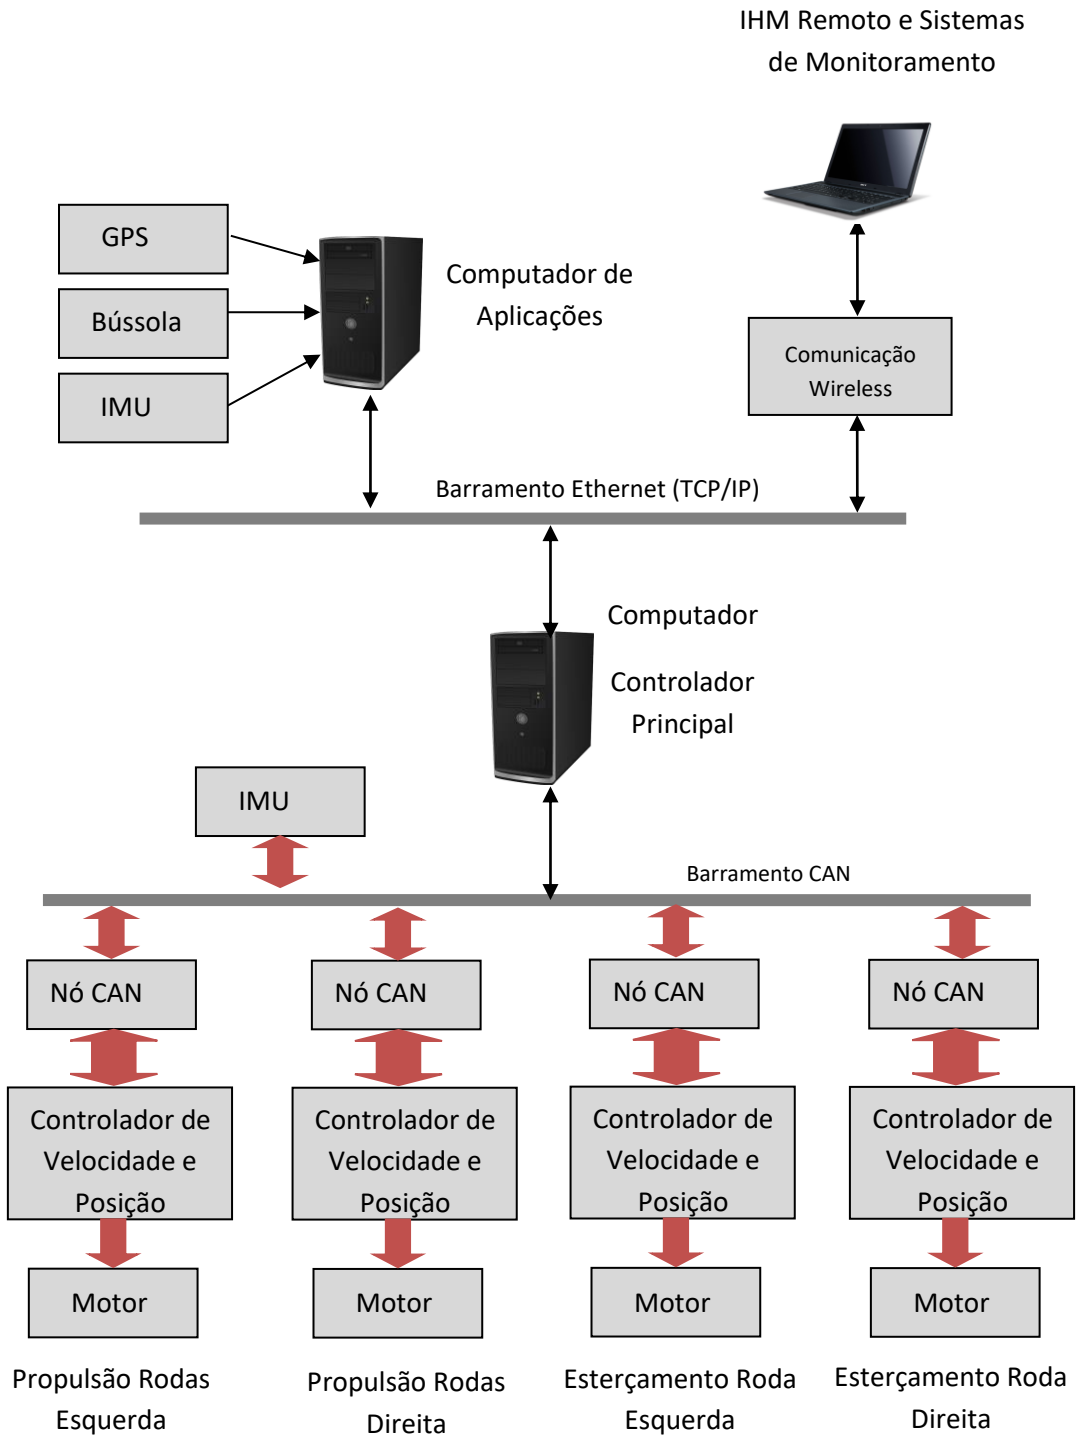 IHM Remoto e Sistemas
de Monitoramento
GPS
Bússola
IMU
Computador de
Aplicações
Comunicação
Wireless
Barramento Ethernet (TCP/IP)
Computador
Controlador
Principal
IMU
Barramento CAN
Nó CAN
Nó CAN
Nó CAN
Nó CAN
Controlador de
Velocidade e
Posição
Controlador de
Velocidade e
Posição
Controlador de
Velocidade e
Posição
Controlador de
Velocidade e
Posição
Motor
Motor
Motor
Motor
Propulsão Rodas
Esquerda
Propulsão Rodas
Direita
Esterçamento Roda
Esquerda
Esterçamento Roda
Direita